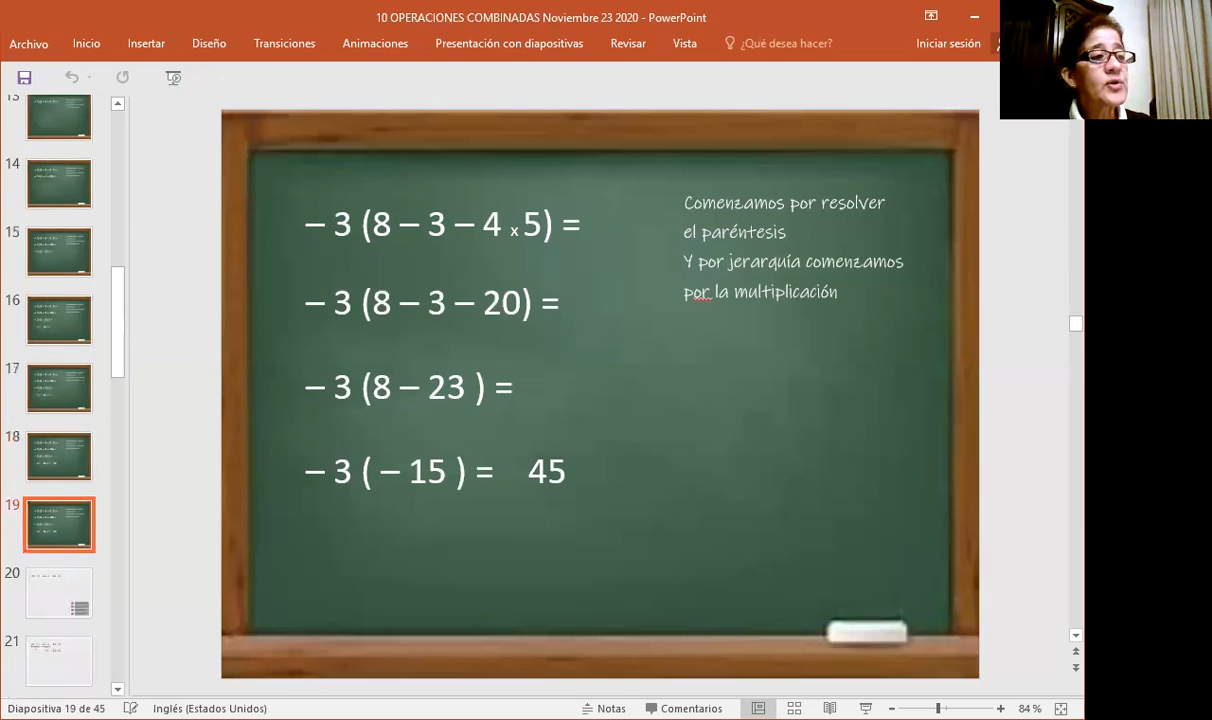 10 OPERACIONES COMBINADAS Noviembre 23 2020 - PowerPoint
Archivo Inicio Insertar Diseño Transiciones Animaciones Presentación con diapositivas Revisar Vista ¿Qué desea hacer? Iniciar sesión
13
14
15
16
17
18
19
20
21
– 3 (8 – 3 – 4 x 5) =
– 3 (8 – 3 – 20) =
– 3 (8 – 23 ) =
– 3 ( – 15 ) = 45
Comenzamos por resolver
el paréntesis
Y por jerarquía comenzamos
por la multiplicación
Diapositiva 19 de 45 Inglés (Estados Unidos) Notas Comentarios 84 %